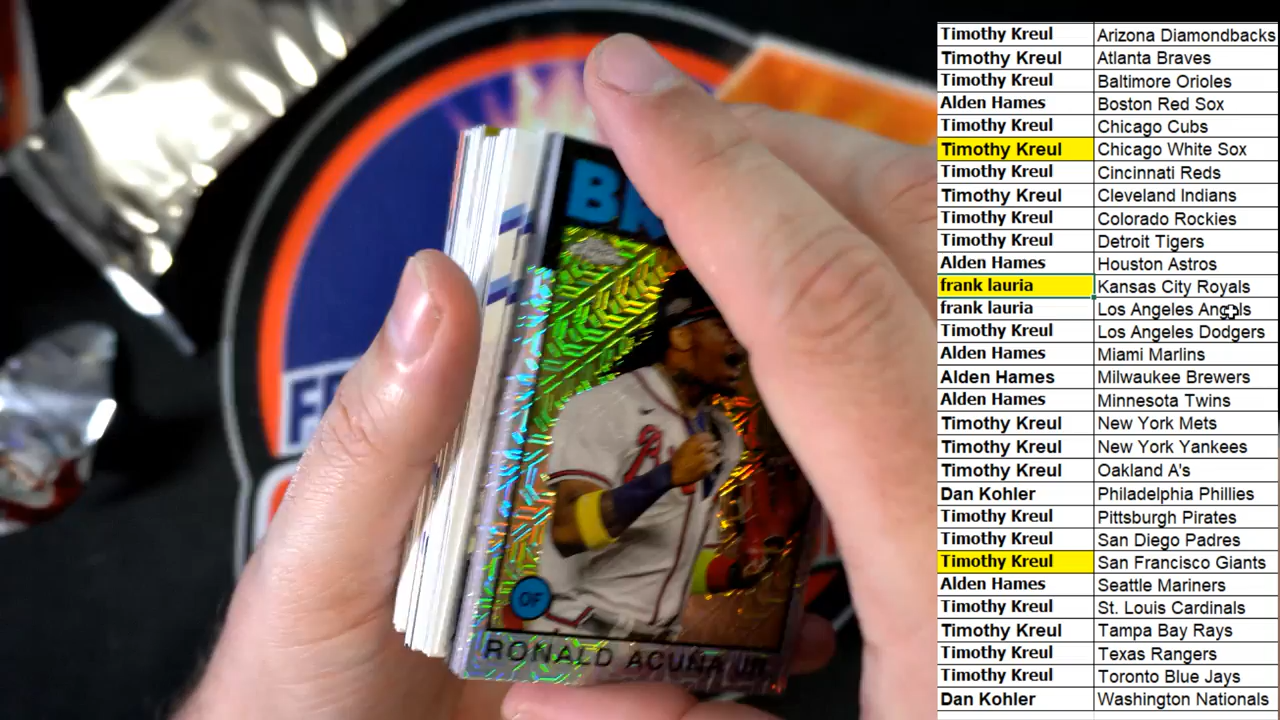 BR
OF
RONALD ACUÑA JR.
Timothy Kreul Arizona Diamondbacks
Timothy Kreul Atlanta Braves
Timothy Kreul Baltimore Orioles
Alden Hames Boston Red Sox
Timothy Kreul Chicago Cubs
Timothy Kreul Chicago White Sox
Timothy Kreul Cincinnati Reds
Timothy Kreul Cleveland Indians
Timothy Kreul Colorado Rockies
Timothy Kreul Detroit Tigers
Alden Hames Houston Astros
frank lauria Kansas City Royals
frank lauria Los Angeles Angels
Timothy Kreul Los Angeles Dodgers
Alden Hames Miami Marlins
Alden Hames Milwaukee Brewers
Alden Hames Minnesota Twins
Timothy Kreul New York Mets
Timothy Kreul New York Yankees
Timothy Kreul Oakland A's
Dan Kohler Philadelphia Phillies
Timothy Kreul Pittsburgh Pirates
Timothy Kreul San Diego Padres
Timothy Kreul San Francisco Giants
Alden Hames Seattle Mariners
Timothy Kreul St. Louis Cardinals
Timothy Kreul Tampa Bay Rays
Timothy Kreul Texas Rangers
Timothy Kreul Toronto Blue Jays
Dan Kohler Washington Nationals